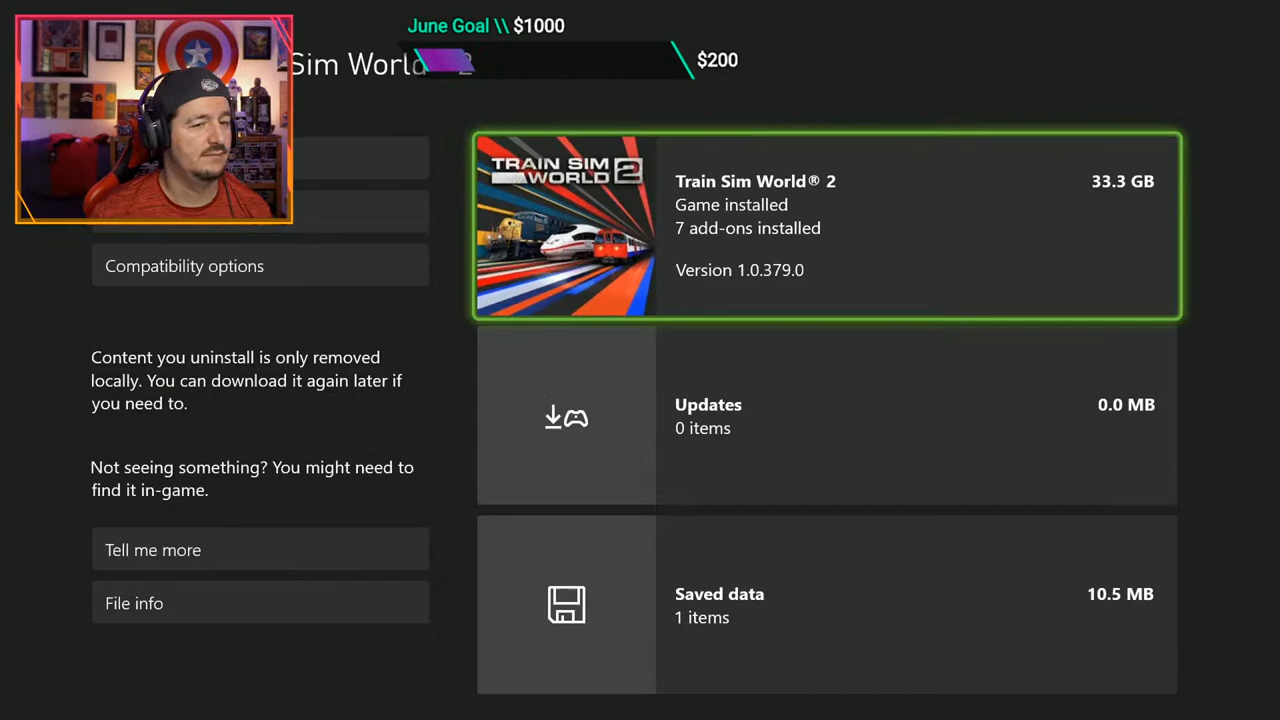 June Goal \\ $1000
$200
Sim World 2
TRAIN SIM
WORLD 2
Train Sim World® 2
33.3 GB
Game installed
7 add-ons installed
Version 1.0.379.0
Compatibility options
Content you uninstall is only removed
locally. You can download it again later if
you need to.
Not seeing something? You might need to
find it in-game.
Tell me more
File info
Updates
0.0 MB
0 items
Saved data
10.5 MB
1 items